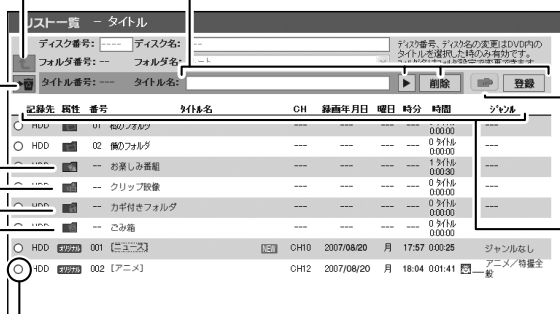 リスト一覧 － タイトル
ディスク番号: ---- ディスク名: --
ディスク番号、ディスク名の変更はDVD内の
タイトルを選択した時のみ有効です。
フォルダ番号: -- フォルダ名:
タイトル番号: --- タイトル名: ▶ 削除 登録
記録先 属性 番号 タイトル名 CH 録画年月日 曜日 時分 時間 ジャンル
HDD 01 0タイトル 0:00:00
HDD 02 僕のフォルダ --- --- --- --- 0タイトル 0:00:00 ---
-- お楽しみ番組 --- --- --- --- 1タイトル 0:00:30 ---
HDD -- クリップ映像 --- --- --- --- 0タイトル 0:00:00 ---
HDD -- カギ付きフォルダ --- --- --- --- 0タイトル 0:00:00 ---
HDD -- ごみ箱 --- --- --- --- 0タイトル 0:00:00 ---
HDD オリジナル 001 [ニュース] NEW CH10 2007/08/20 月 17:57 0:00:25 ジャンルなし
HDD オリジナル 002 [アニメ] CH12 2007/08/20 月 18:04 0:01:41 アニメ／特撮全般